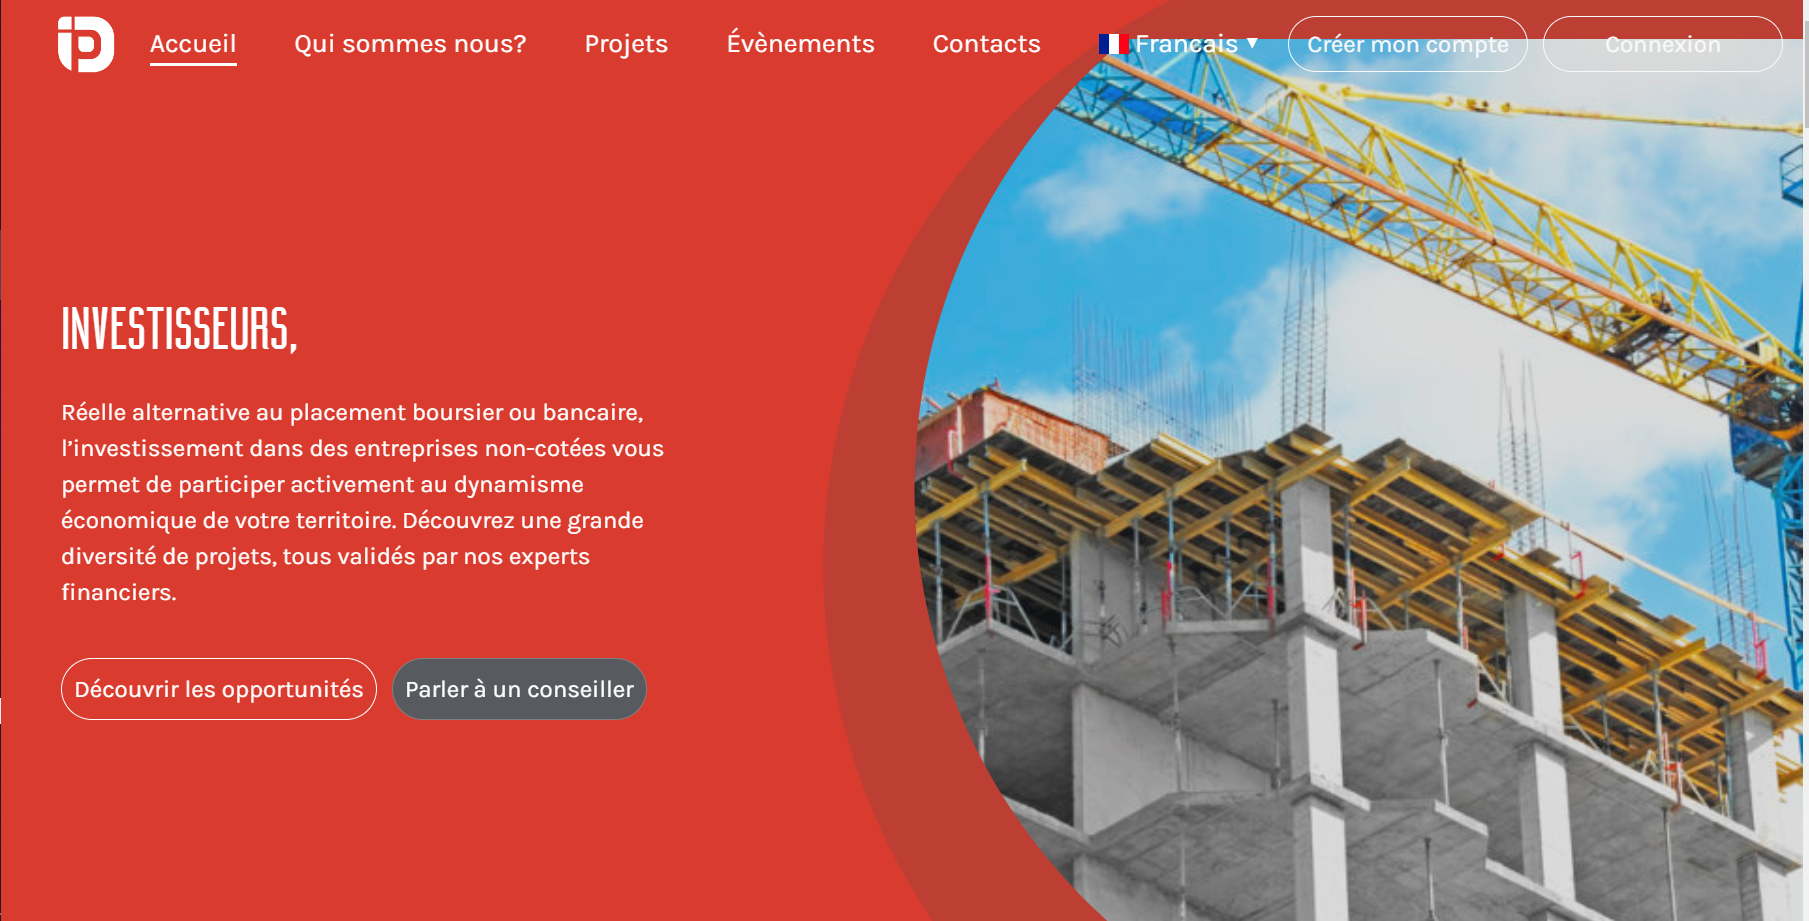 Accueil
Qui sommes nous?
Projets
Évènements
Contacts
Francais ▼
Créer mon compte
Connexion
INVESTISSEURS,
Réelle alternative au placement boursier ou bancaire,
l’investissement dans des entreprises non-cotées vous
permet de participer activement au dynamisme
économique de votre territoire. Découvrez une grande
diversité de projets, tous validés par nos experts
financiers.
Découvrir les opportunités
Parler à un conseiller